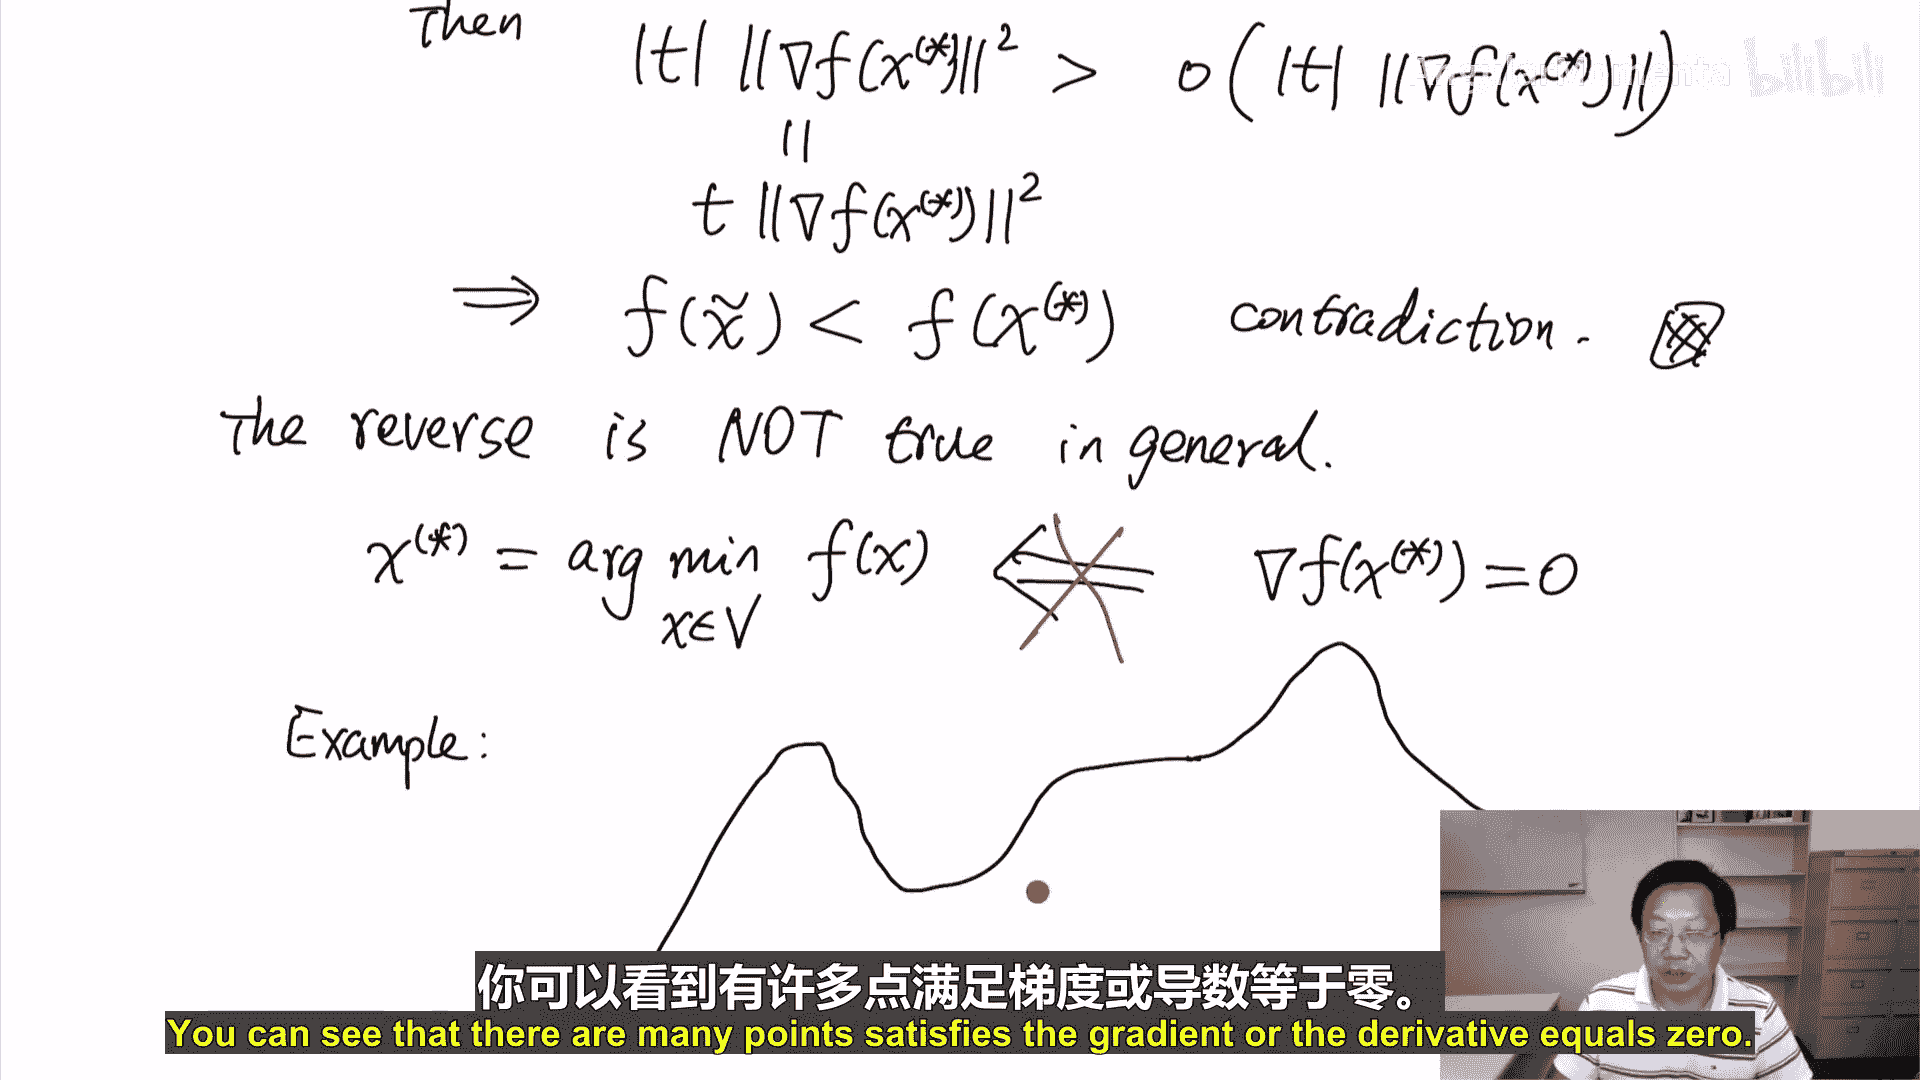 Then |t| ||∇f(x^(*))||² > o(|t| ||∇f(x^(*))||)
||
t ||∇f(x^(*))||²
⟹ f(x̃) < f(x^(*)) contradiction.
The reverse is NOT true in general.
x^(*) = arg min f(x) ⟸ ∇f(x^(*)) = 0
x∈V
Example:
bilibili
你可以看到有许多点满足梯度或导数等于零。
You can see that there are many points satisfies the gradient or the derivative equals zero.